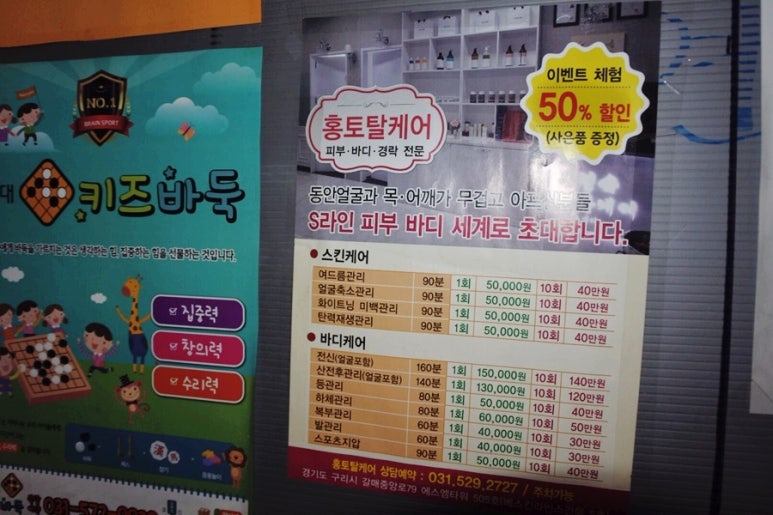 NO.1
BRAIN SPORT
키즈바둑
집중력
창의력
수리력
이벤트 체험
50% 할인
(사은품 증정)
홍토탈케어
피부·바디·경락 전문
동안얼굴과 목·어깨가 무겁고
S라인 피부 바디 세계로 초대합니다.
스킨케어
여드름관리 90분 1회 50,000원 10회 40만원
얼굴축소관리 90분 1회 50,000원 10회 40만원
화이트닝 미백관리 90분 1회 50,000원 10회 40만원
탄력재생관리 90분 1회 50,000원 10회 40만원
바디케어
전신(얼굴포함) 160분 1회 150,000원 10회 140만원
산전후관리(얼굴포함) 140분 1회 130,000원 10회 120만원
등관리 80분 1회 50,000원 10회 40만원
하체관리 80분 1회 60,000원 10회 50만원
복부관리 60분 1회 40,000원 10회 30만원
발관리 60분 1회 40,000원 10회 30만원
스포츠지압 90분 1회 50,000원 10회 40만원
홍토탈케어 상담예약 : 031.529.2727 / 주차가능
경기도 구리시 갈매중앙로79 에스엠타워 505호